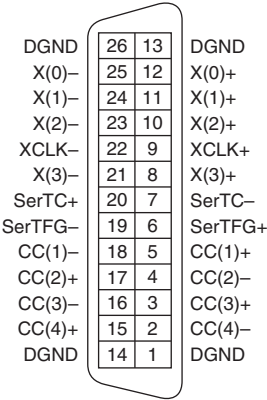 DGND 26 13 DGND
X(0)– 25 12 X(0)+
X(1)– 24 11 X(1)+
X(2)– 23 10 X(2)+
XCLK– 22 9 XCLK+
X(3)– 21 8 X(3)+
SerTC+ 20 7 SerTC–
SerTFG– 19 6 SerTFG+
CC(1)– 18 5 CC(1)+
CC(2)+ 17 4 CC(2)–
CC(3)– 16 3 CC(3)+
CC(4)+ 15 2 CC(4)–
DGND 14 1 DGND